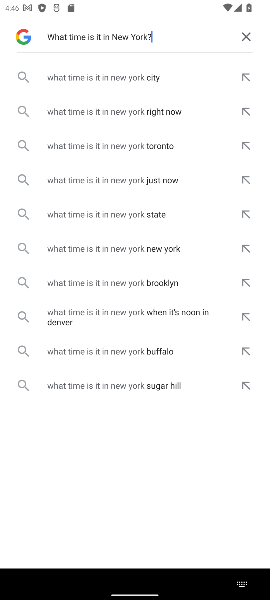 4:46
What time is it in New York?
what time is it in new york city
what time is it in new york right now
what time is it in new york toronto
what time is it in new york just now
what time is it in new york state
what time is it in new york new york
what time is it in new york brooklyn
what time is it in new york when it's noon in
denver
what time is it in new york buffalo
what time is it in new york sugar hill